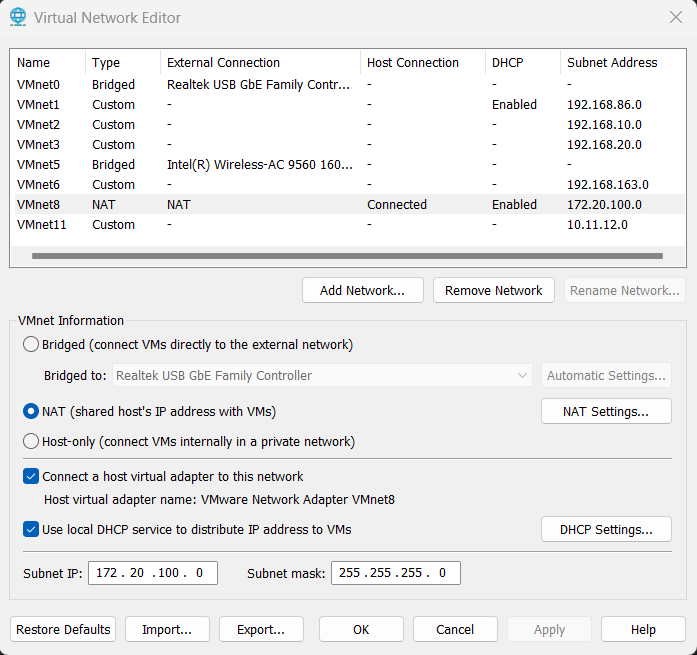 Virtual Network Editor
Name Type External Connection Host Connection DHCP Subnet Address
VMnet0 Bridged Realtek USB GbE Family Contr... - - -
VMnet1 Custom - - Enabled 192.168.86.0
VMnet2 Custom - - - 192.168.10.0
VMnet3 Custom - - - 192.168.20.0
VMnet5 Bridged Intel(R) Wireless-AC 9560 160... - - -
VMnet6 Custom - - - 192.168.163.0
VMnet8 NAT NAT Connected Enabled 172.20.100.0
VMnet11 Custom - - - 10.11.12.0
Add Network... Remove Network Rename Network...
VMnet Information
Bridged (connect VMs directly to the external network)
Bridged to: Realtek USB GbE Family Controller Automatic Settings...
NAT (shared host's IP address with VMs) NAT Settings...
Host-only (connect VMs internally in a private network)
Connect a host virtual adapter to this network
Host virtual adapter name: VMware Network Adapter VMnet8
Use local DHCP service to distribute IP address to VMs DHCP Settings...
Subnet IP: 172 . 20 . 100 . 0 Subnet mask: 255 . 255 . 255 . 0
Restore Defaults Import... Export... OK Cancel Apply Help